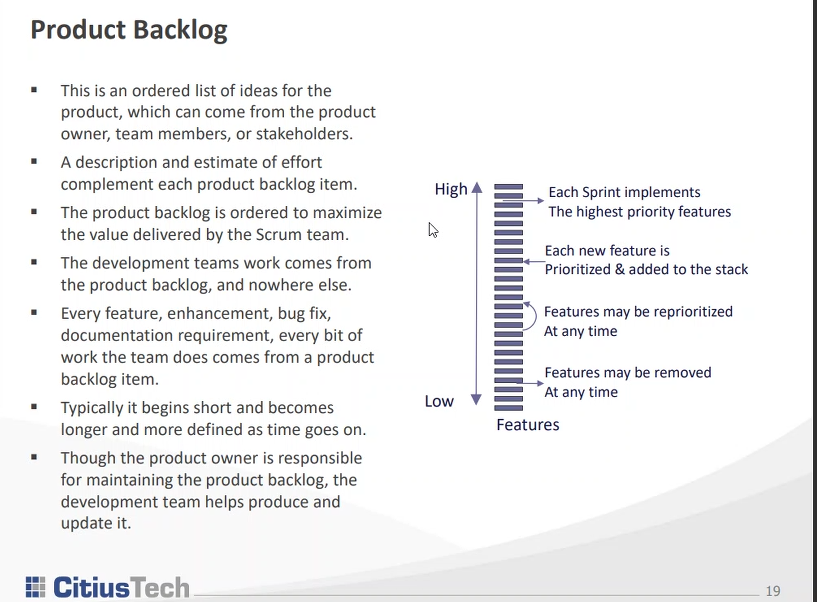 Product Backlog
▪ This is an ordered list of ideas for the
product, which can come from the product
owner, team members, or stakeholders.
▪ A description and estimate of effort
complement each product backlog item.
▪ The product backlog is ordered to maximize
the value delivered by the Scrum team.
▪ The development teams work comes from
the product backlog, and nowhere else.
▪ Every feature, enhancement, bug fix,
documentation requirement, every bit of
work the team does comes from a product
backlog item.
▪ Typically it begins short and becomes
longer and more defined as time goes on.
▪ Though the product owner is responsible
for maintaining the product backlog, the
development team helps produce and
update it.
High
Each Sprint implements
The highest priority features
Each new feature is
Prioritized & added to the stack
Features may be reprioritized
At any time
Features may be removed
At any time
Low
Features
CitiusTech
19